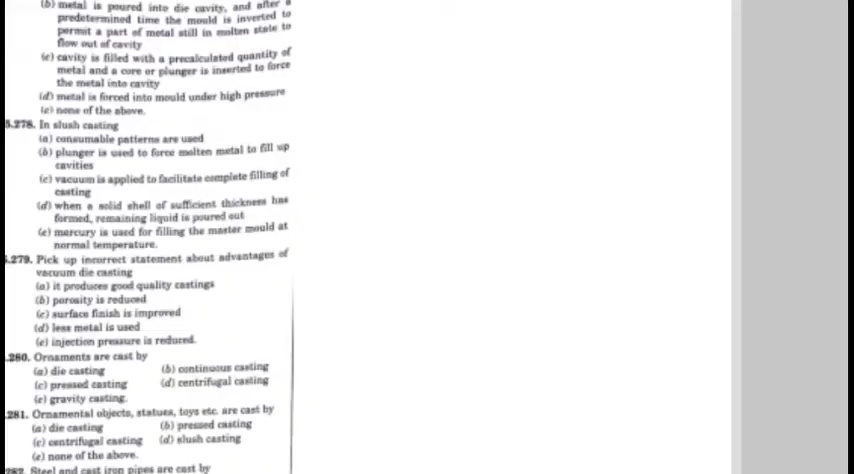 (b) metal is poured into die cavity, and after a
predetermined time the mould is inverted to
permit a part of metal still in molten state to
flow out of cavity
(c) cavity is filled with a precalculated quantity of
metal and a core or plunger is inserted to force
the metal into cavity
(d) metal is forced into mould under high pressure
(e) none of the above.
5.278. In slush casting
(a) consumable patterns are used
(b) plunger is used to force molten metal to fill up
cavities
(c) vacuum is applied to facilitate complete filling of
casting
(d) when a solid shell of sufficient thickness has
formed, remaining liquid is poured out
(e) mercury is used for filling the master mould at
normal temperature.
5.279. Pick up incorrect statement about advantages of
vacuum die casting
(a) it produces good quality castings
(b) porosity is reduced
(c) surface finish is improved
(d) less metal is used
(e) injection pressure is reduced.
.280. Ornaments are cast by
(a) die casting (b) continuous casting
(c) pressed casting (d) centrifugal casting
(e) gravity casting.
.281. Ornamental objects, statues, toys etc. are cast by
(a) die casting (b) pressed casting
(c) centrifugal casting (d) slush casting
(e) none of the above.
.282. Steel and cast iron pipes are cast by